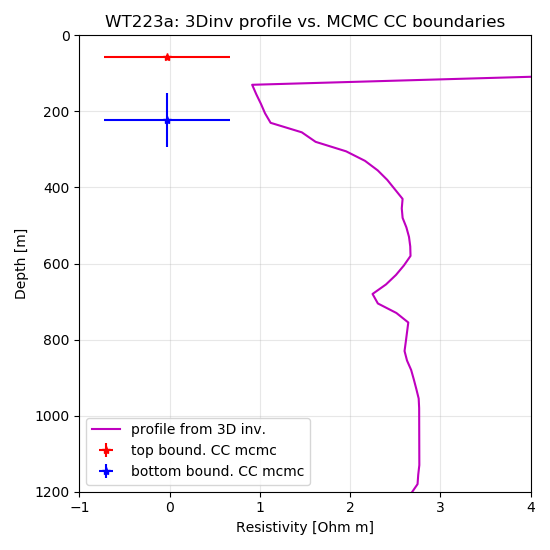 WT223a: 3Dinv profile vs. MCMC CC boundaries
0
200
400
600
800
1000
1200
Depth [m]
profile from 3D inv.
top bound. CC mcmc
bottom bound. CC mcmc
−1
0
1
2
3
4
Resistivity [Ohm m]